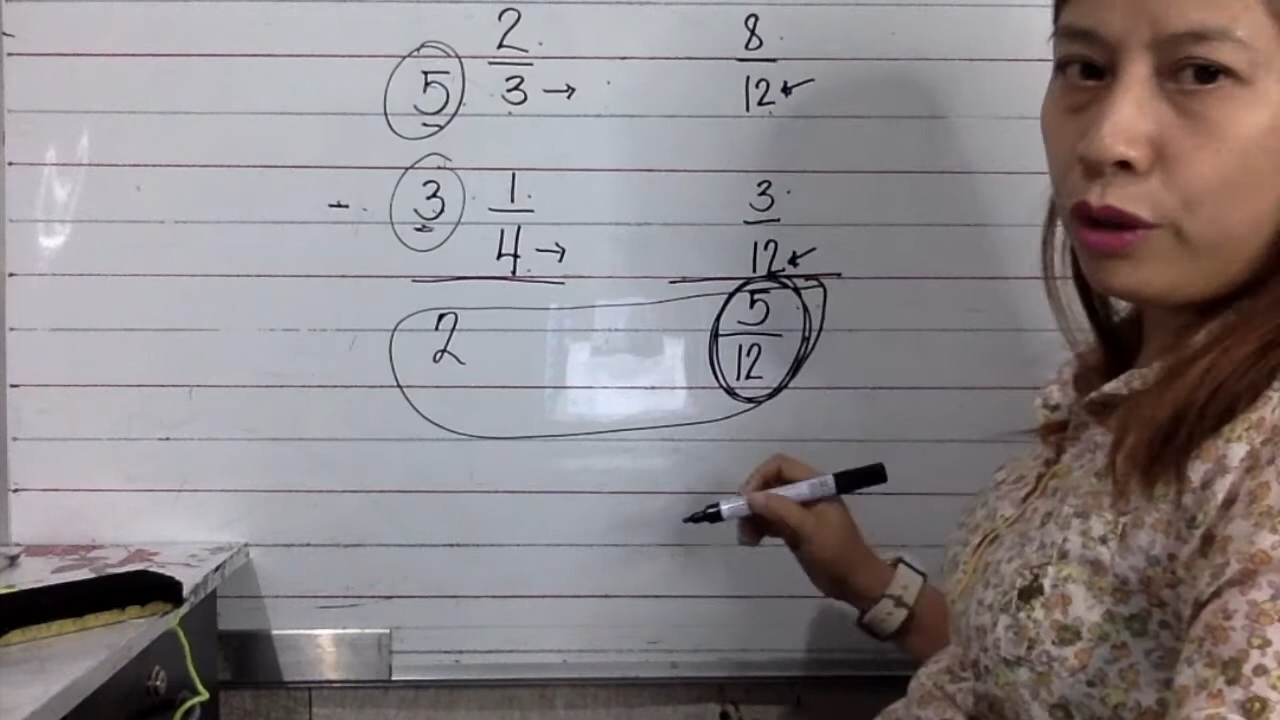 5 2/3 → 8/12 ←
- 3 1/4 → 3/12 ←
2 5/12